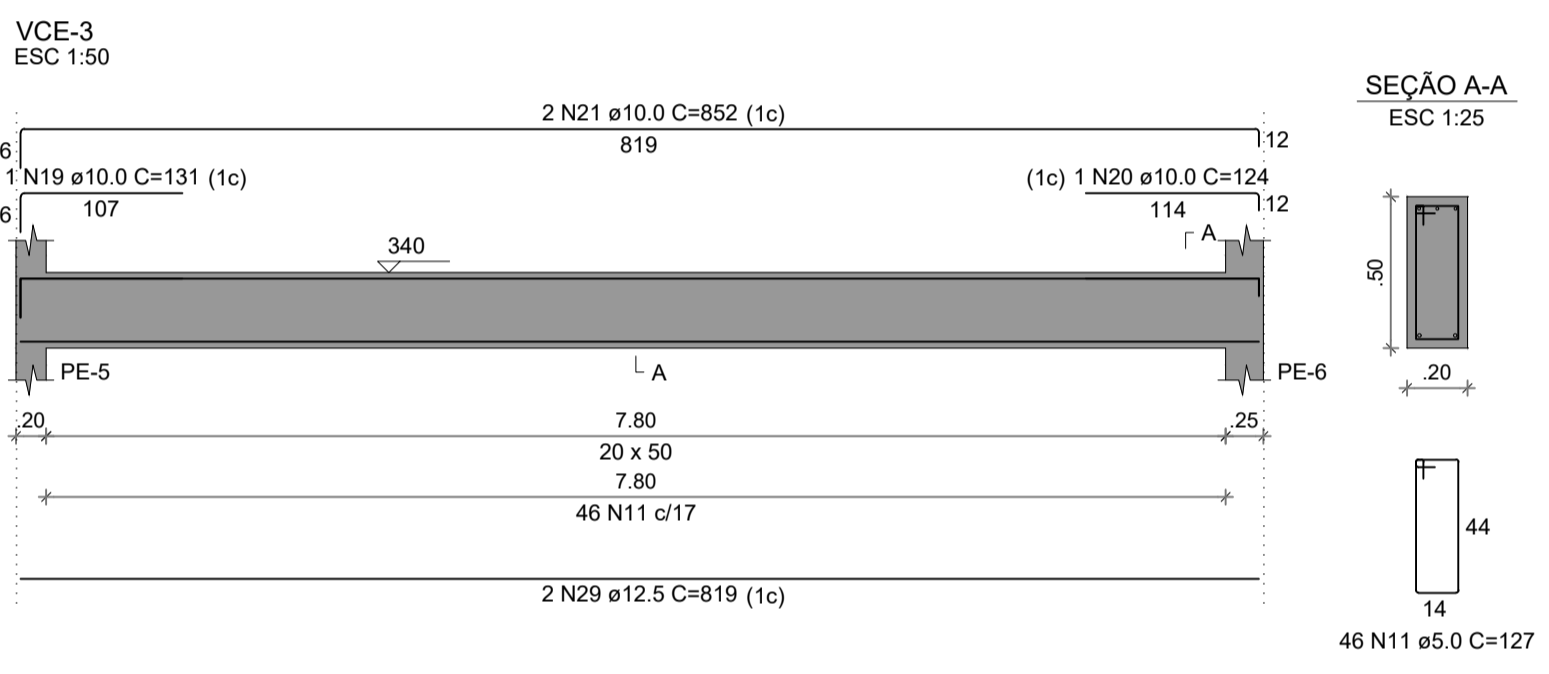 VCE-3
ESC 1:50
SEÇÃO A-A
ESC 1:25
2 N21 ø10.0 C=852 (1c)
819
6
12
1 N19 ø10.0 C=131 (1c)
107
6
(1c) 1 N20 ø10.0 C=124
114
12
A
340
.50
.20
PE-5
A
PE-6
.20
7.80
.25
20 x 50
7.80
46 N11 c/17
2 N29 ø12.5 C=819 (1c)
44
14
46 N11 ø5.0 C=127